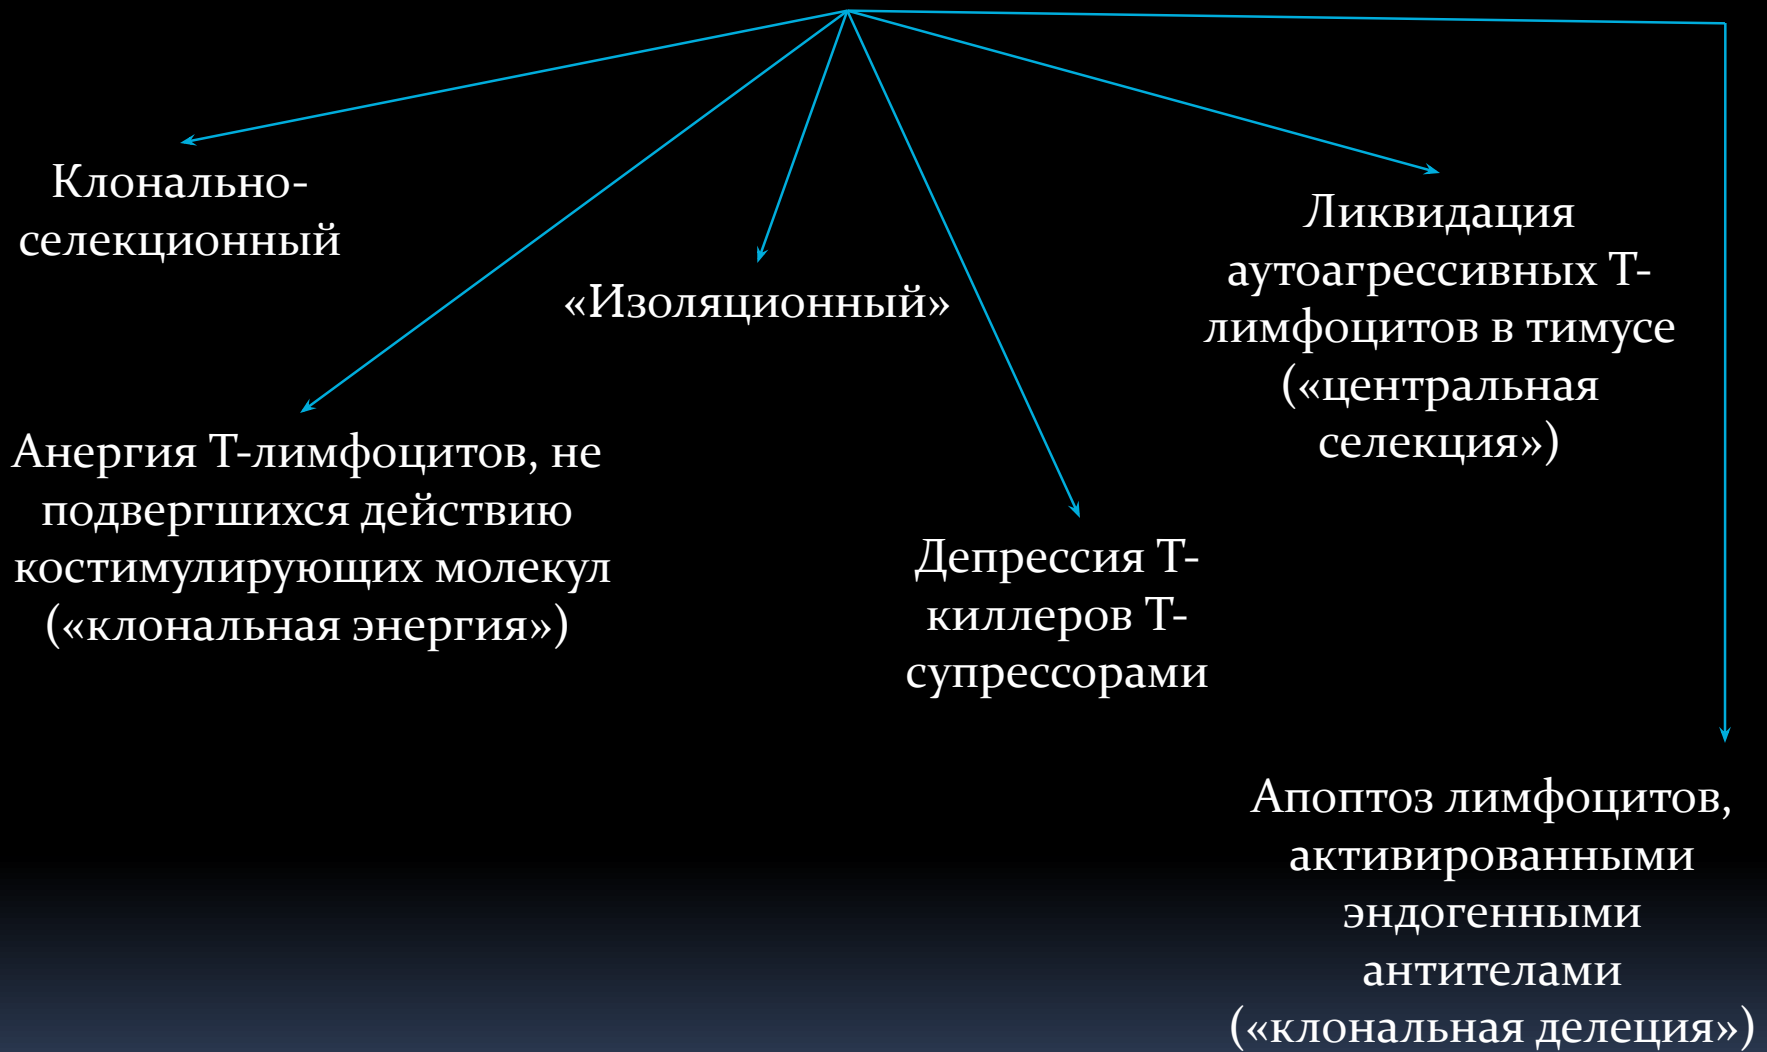 Клонально-
селекционный
«Изоляционный»
Ликвидация
аутоагрессивных Т-
лимфоцитов в тимусе
(«центральная
селекция»)
Анергия Т-лимфоцитов, не
подвергшихся действию
костимулирующих молекул
(«клональная энергия»)
Депрессия Т-
киллеров Т-
супрессорами
Апоптоз лимфоцитов,
активированными
эндогенными
антителами
(«клональная делеция»)